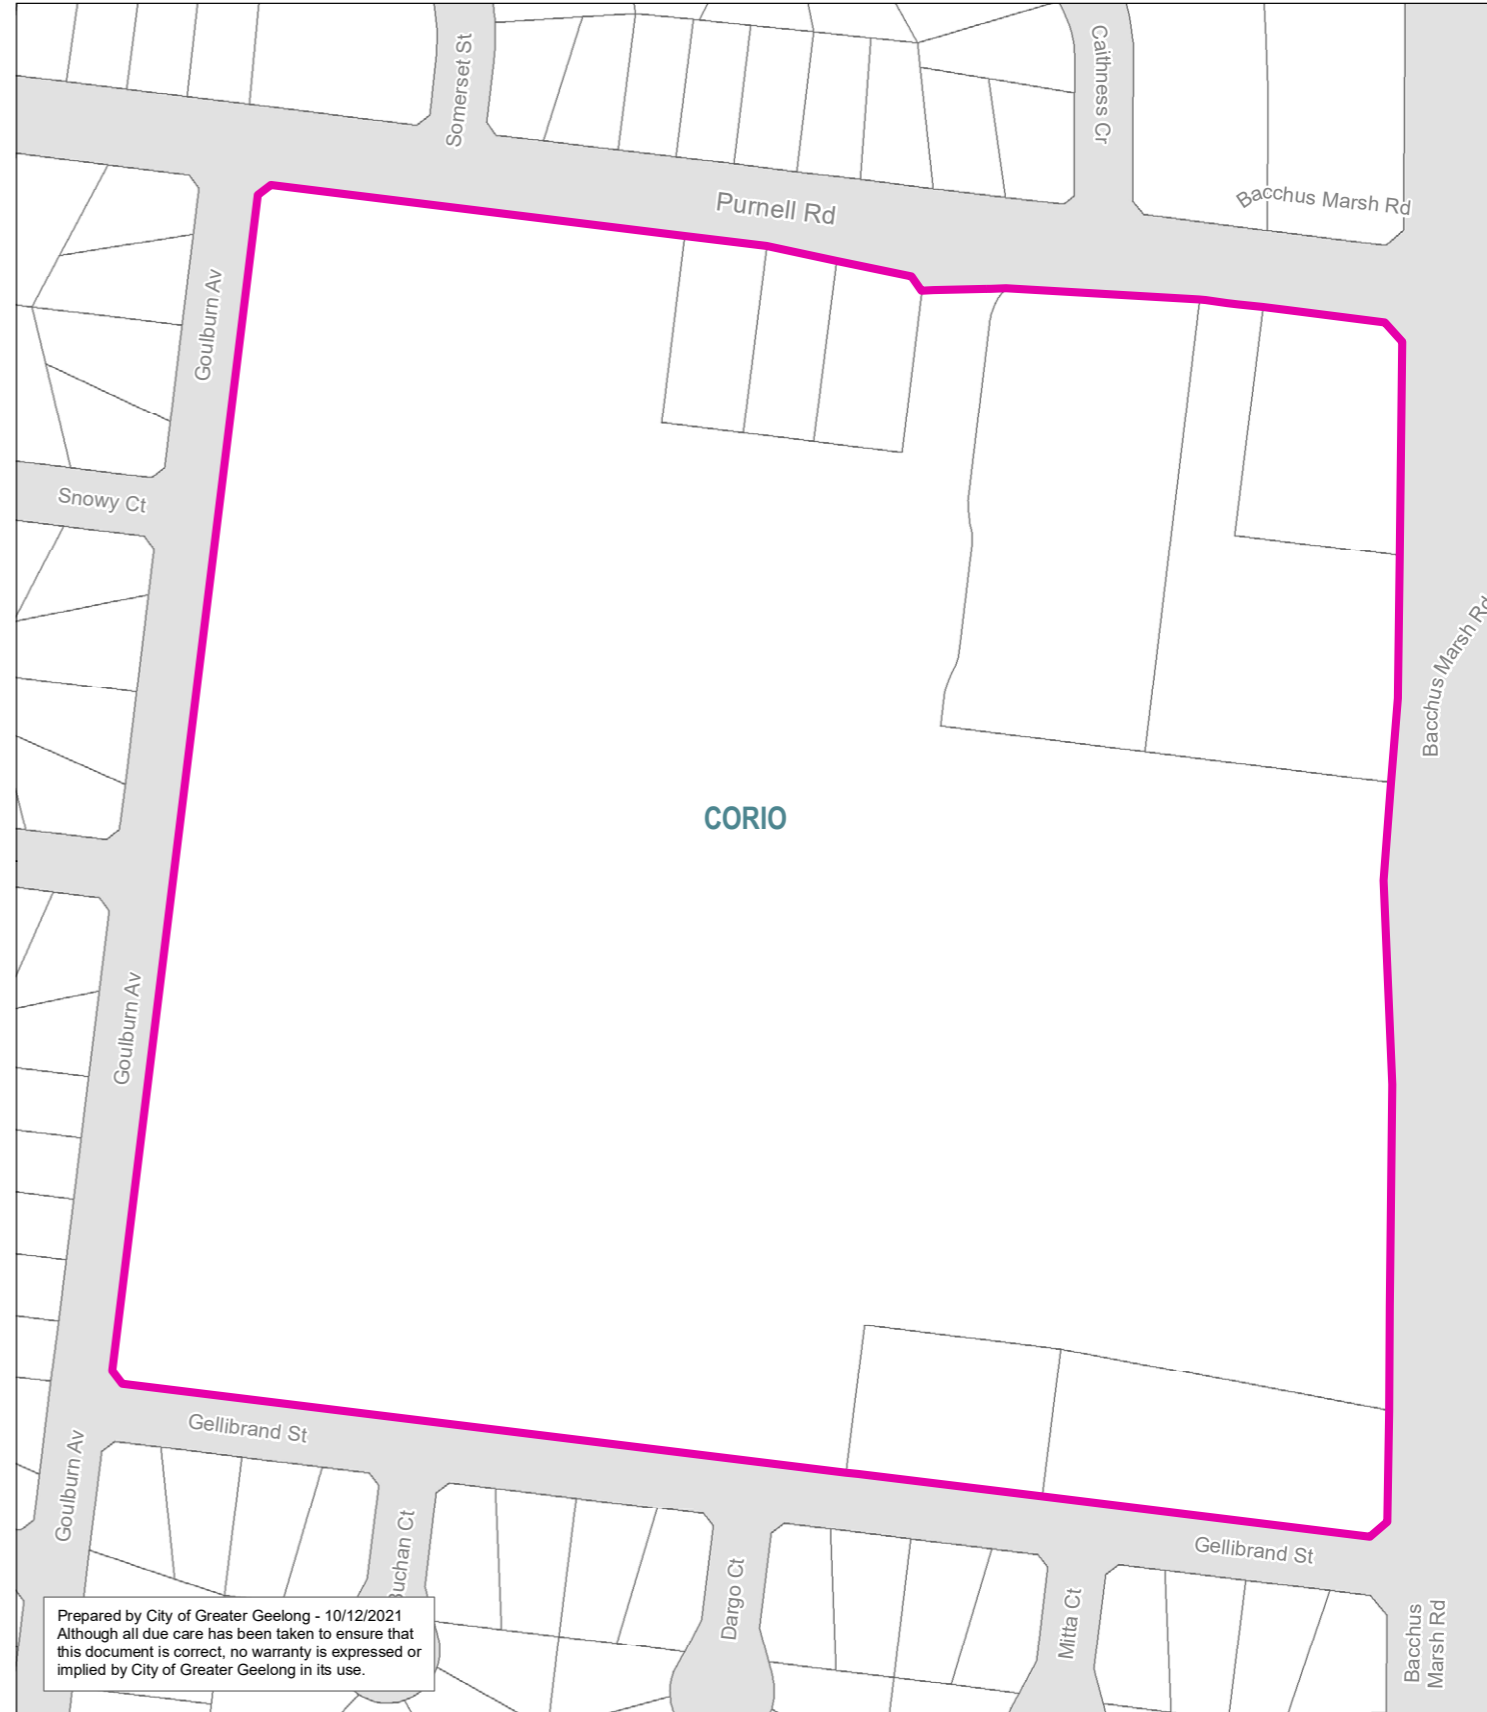 Somerset St
Caithness Cr
Purnell Rd
Bacchus Marsh Rd
Goulburn Av
Snowy Ct
Bacchus Marsh Rd
CORIO
Goulburn Av
Gellibrand St
Goulburn Av
Buchan Ct
Gellibrand St
Dargo Ct
Mitta Ct
Bacchus
Marsh Rd
Prepared by City of Greater Geelong - 10/12/2021
Although all due care has been taken to ensure that
this document is correct, no warranty is expressed or
implied by City of Greater Geelong in its use.